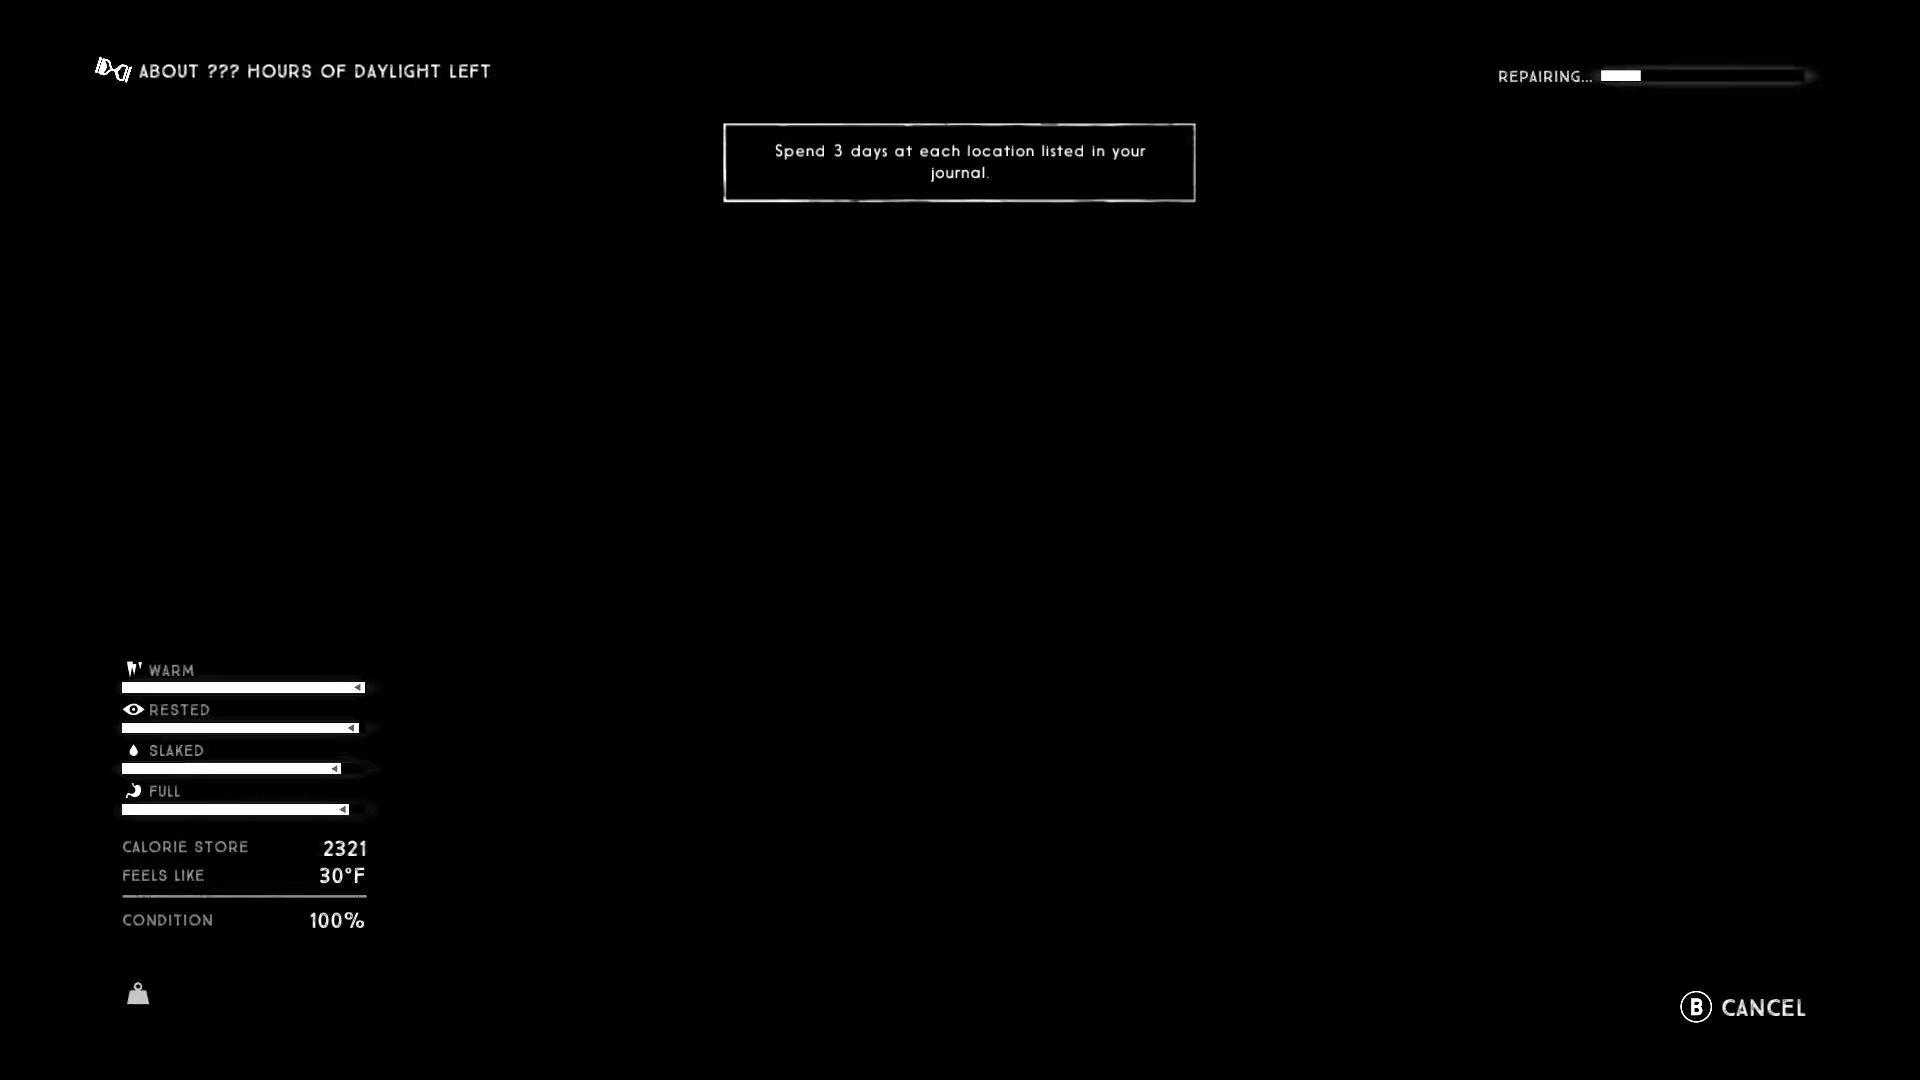 ABOUT ??? HOURS OF DAYLIGHT LEFT
REPAIRING...
Spend 3 days at each location listed in your
journal.
WARM
RESTED
SLAKED
FULL
CALORIE STORE 2321
FEELS LIKE 30°F
CONDITION 100%
B CANCEL